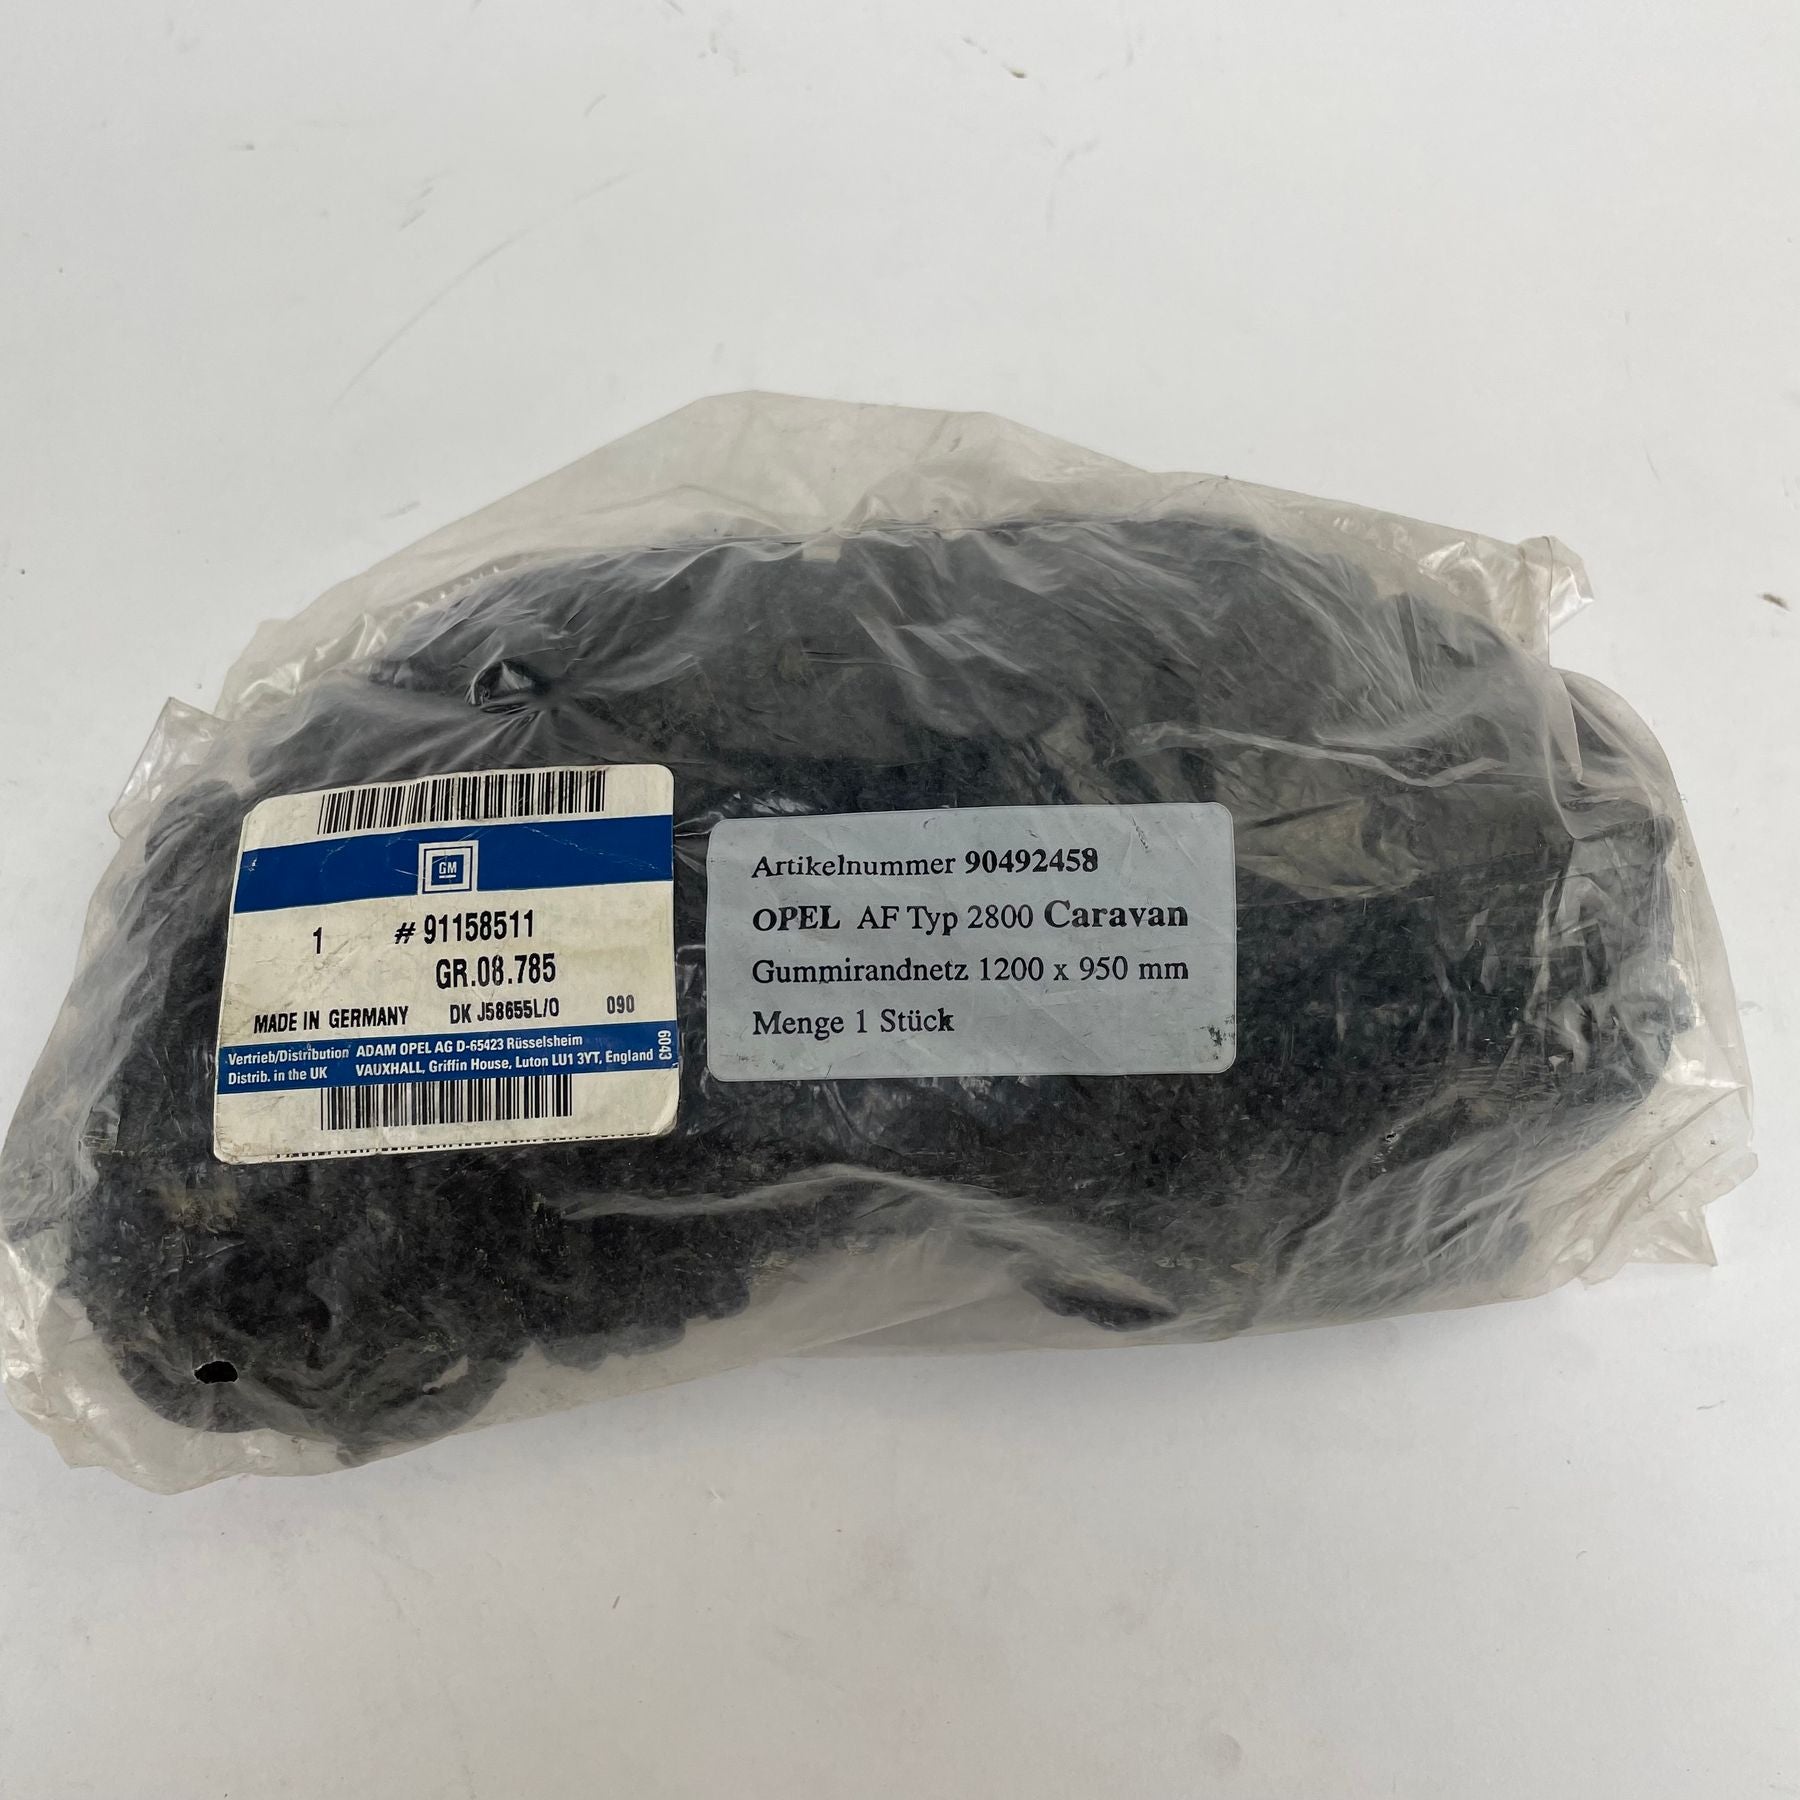 GM
1 # 91158511
GR.08.785
MADE IN GERMANY DK J58655L/0 090
Vertrieb/Distribution ADAM OPEL AG D-65423 Rüsselsheim
Distrib. in the UK VAUXHALL, Griffin House, Luton LU1 3YT, England
6043
Artikelnummer 90492458
OPEL AF Typ 2800 Caravan
Gummirandnetz 1200 x 950 mm
Menge 1 Stück